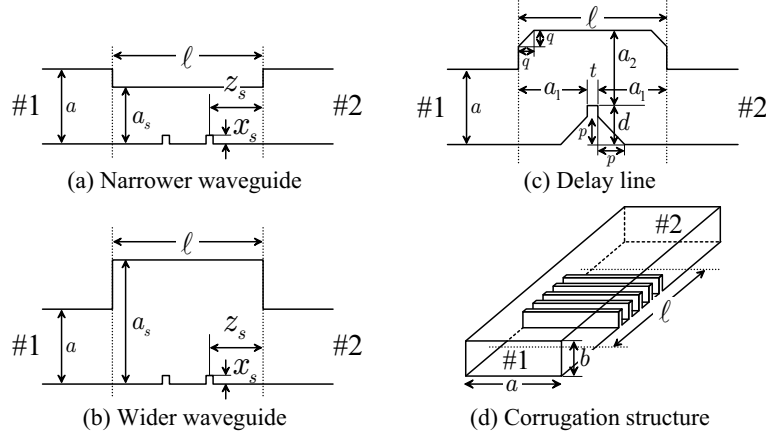 ℓ
z_s
#1
a
a_s
x_s
#2
(a) Narrower waveguide
ℓ
q
q
a_2
t
a_1
a_1
#1
a
p
d
p
#2
(c) Delay line
ℓ
a_s
z_s
#1
a
x_s
#2
(b) Wider waveguide
#2
ℓ
#1
b
a
(d) Corrugation structure